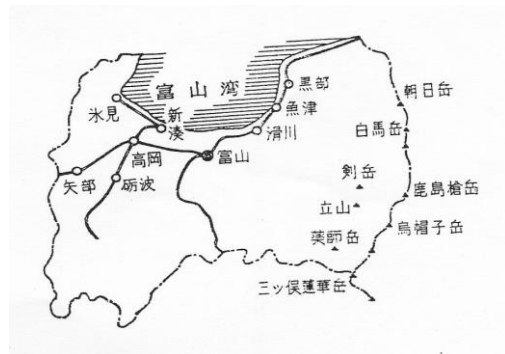 富山湾
黒部
朝日岳
氷見
新湊
魚津
白馬岳
滑川
高岡
富山
矢部
砺波
剣岳
鹿島槍岳
立山
烏帽子岳
薬師岳
三ッ俣蓮華岳